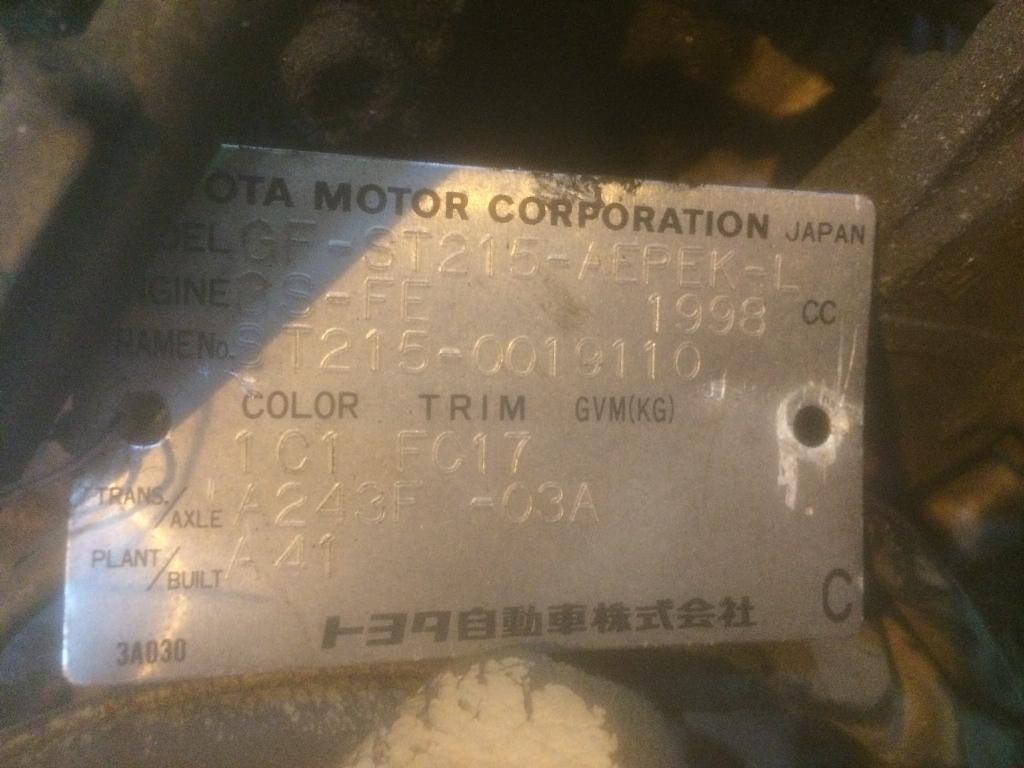 OTA MOTOR CORPORATION JAPAN
DEL GF-ST215-AEPEK-L
GINE 3S-FE 1998 CC
RAME No. ST215-0019110
COLOR TRIM GVM(KG)
1C1 FC17
TRANS./AXLE A243F -03A
PLANT/BUILT A41
トヨタ自動車株式会社 C
3A030